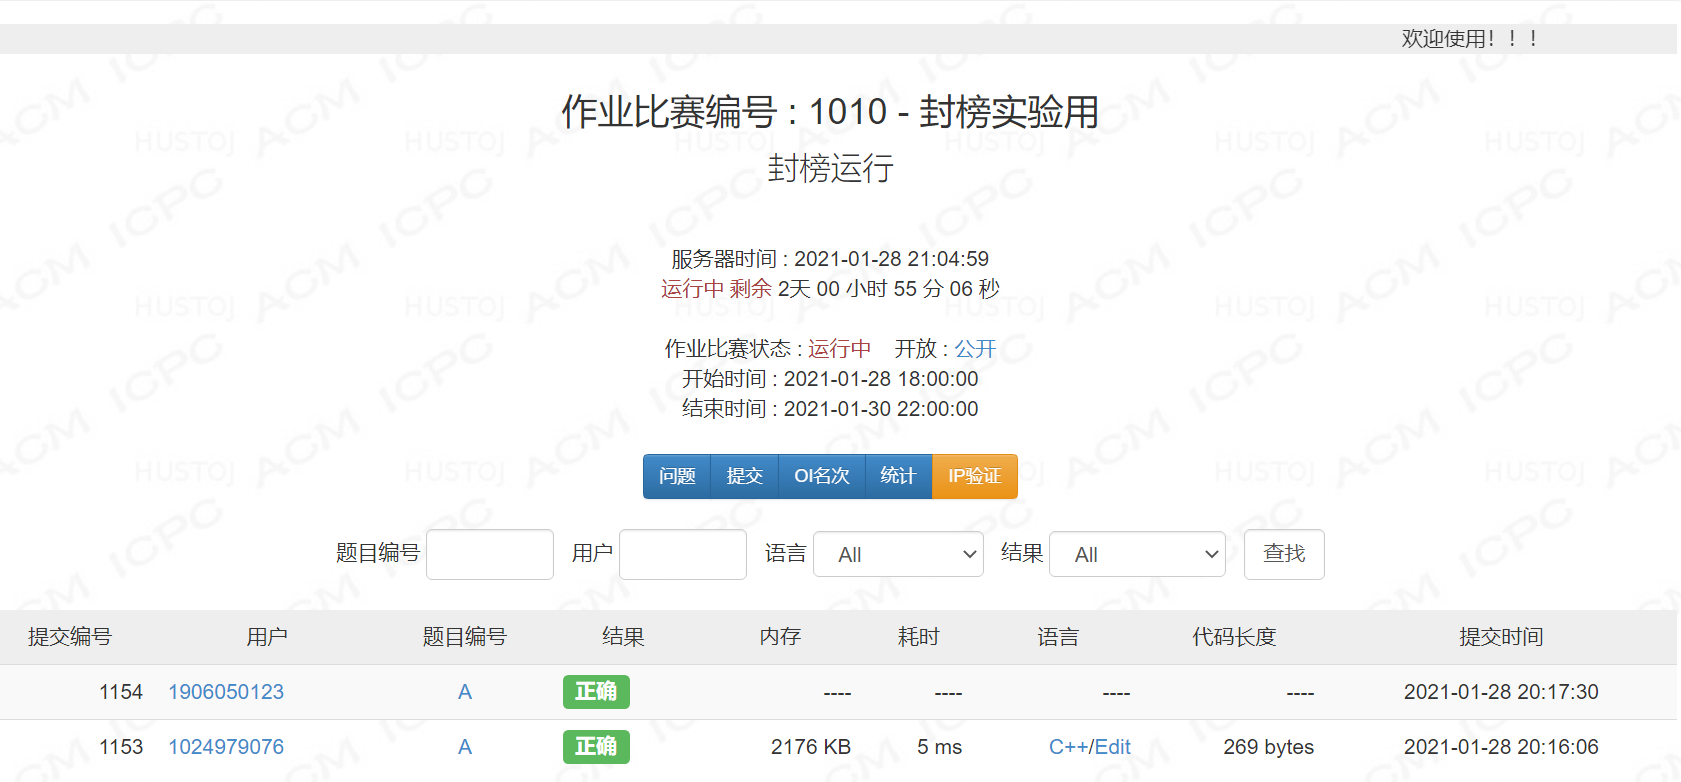 欢迎使用！！！
作业比赛编号 : 1010 - 封榜实验用
封榜运行
服务器时间 : 2021-01-28 21:04:59
运行中 剩余 2天 00 小时 55 分 06 秒
作业比赛状态 : 运行中 开放 : 公开
开始时间 : 2021-01-28 18:00:00
结束时间 : 2021-01-30 22:00:00
问题 提交 OI名次 统计 IP验证
题目编号 用户 语言 All 结果 All 查找
提交编号 用户 题目编号 结果 内存 耗时 语言 代码长度 提交时间
1154 1906050123 A 正确 ---- ---- ---- ---- 2021-01-28 20:17:30
1153 1024979076 A 正确 2176 KB 5 ms C++/Edit 269 bytes 2021-01-28 20:16:06
HUSTOJ ACM ICPC